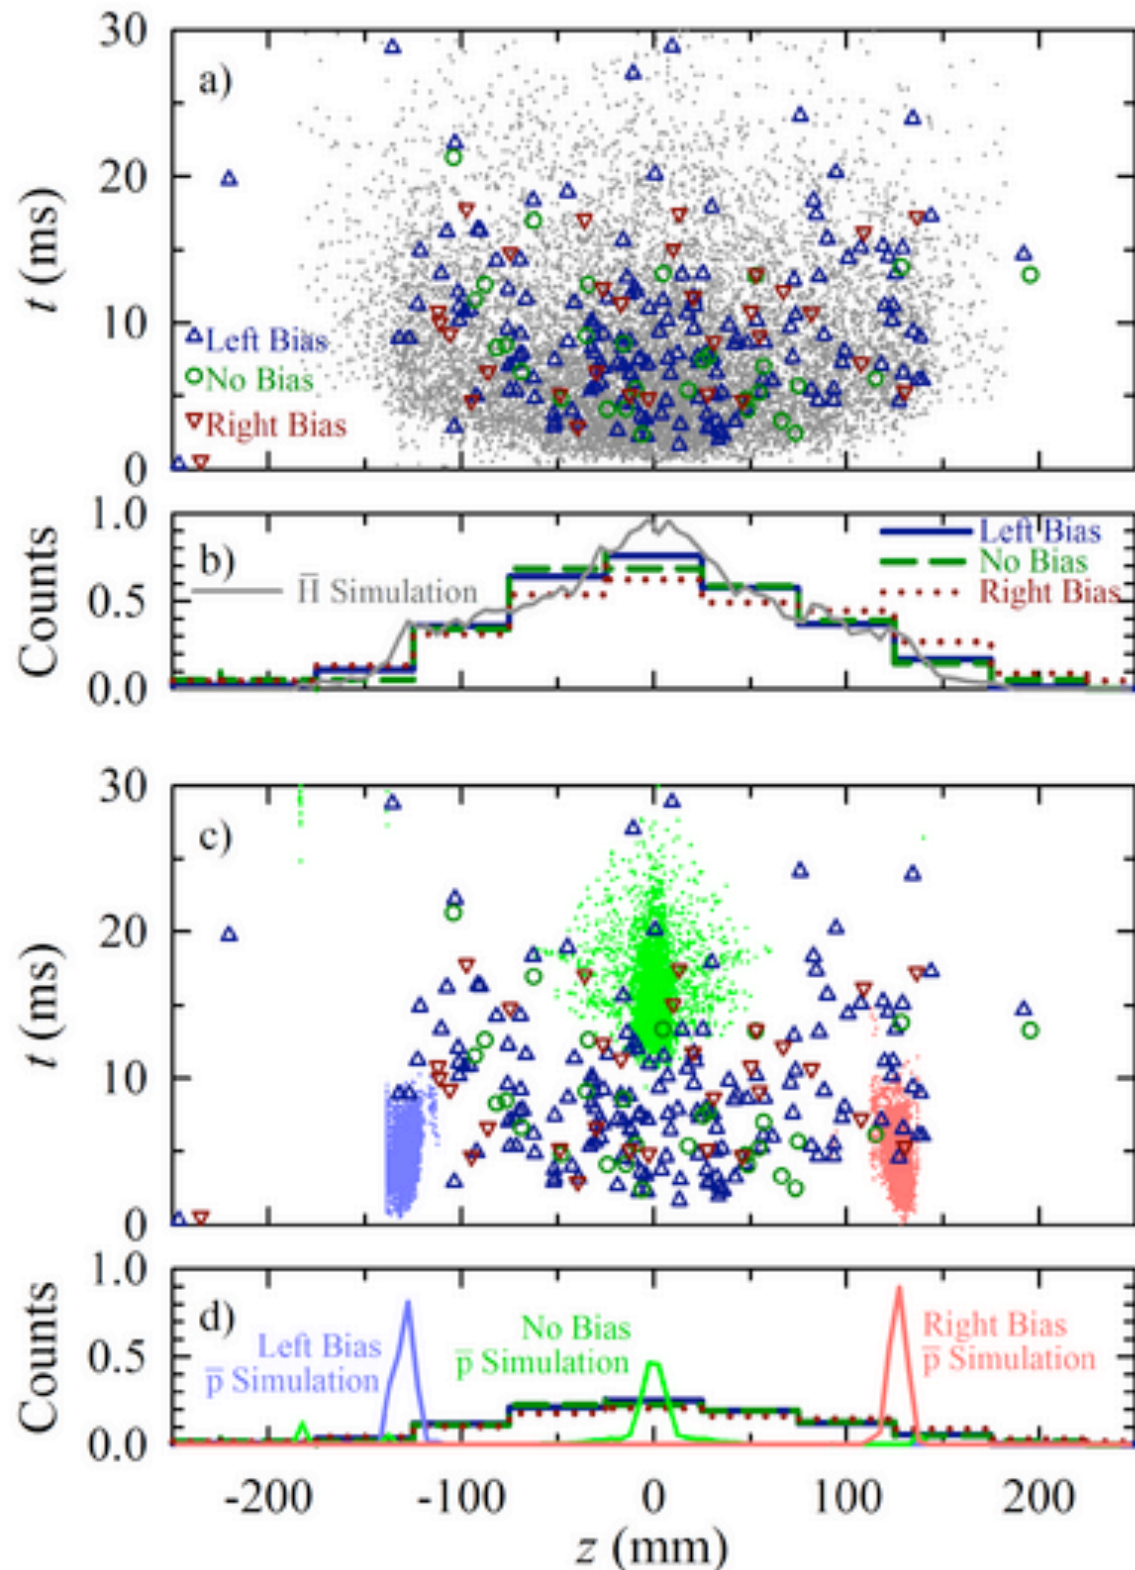 30
a)
20
t (ms)
10
Left Bias
No Bias
Right Bias
0
1.0
Left Bias
b)
No Bias
H̄ Simulation
Right Bias
0.5
Counts
0.0
30
c)
20
t (ms)
10
0
1.0
d)
Left Bias
p̄ Simulation
No Bias
p̄ Simulation
Right Bias
p̄ Simulation
0.5
Counts
0.0
-200 -100 0 100 200
z (mm)